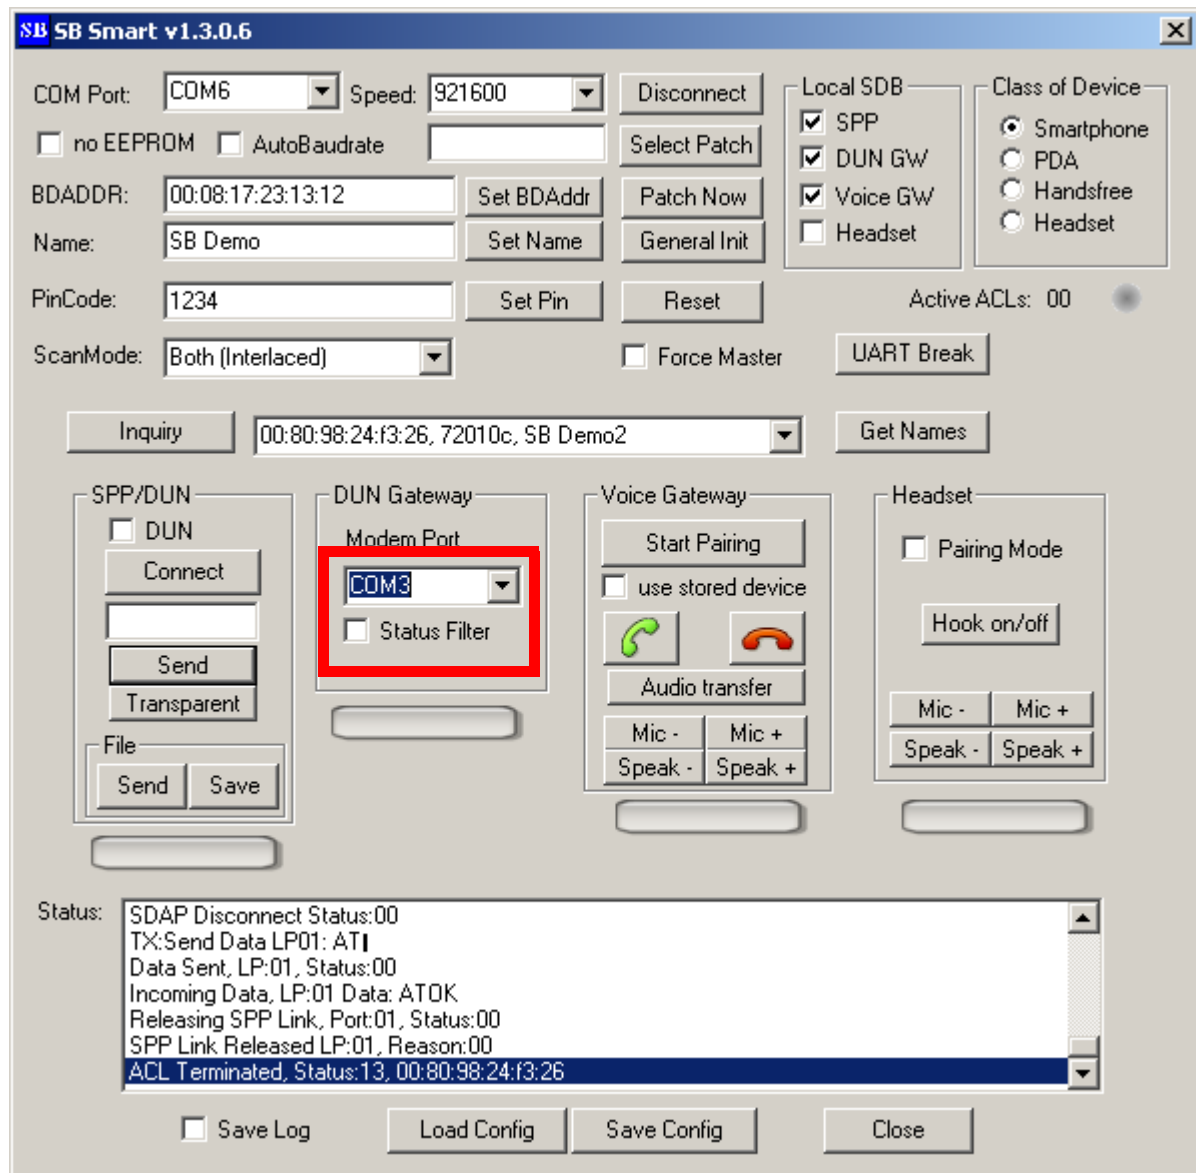 SB SB Smart v1.3.0.6
COM Port: COM6 Speed: 921600 Disconnect
no EEPROM AutoBaudrate Select Patch
BDADDR: 00:08:17:23:13:12 Set BDAddr Patch Now
Name: SB Demo Set Name General Init
PinCode: 1234 Set Pin Reset
ScanMode: Both (Interlaced) Force Master UART Break
Local SDB
SPP
DUN GW
Voice GW
Headset
Class of Device
Smartphone
PDA
Handsfree
Headset
Active ACLs: 00
Inquiry 00:80:98:24:f3:26, 72010c, SB Demo2 Get Names
SPP/DUN
DUN
Connect
Send
Transparent
File
Send Save
DUN Gateway
Modem Port
COM3
Status Filter
Voice Gateway
Start Pairing
use stored device
Audio transfer
Mic - Mic +
Speak - Speak +
Headset
Pairing Mode
Hook on/off
Mic - Mic +
Speak - Speak +
Status:
SDAP Disconnect Status:00
TX:Send Data LP01: AT
Data Sent, LP:01, Status:00
Incoming Data, LP:01 Data: ATOK
Releasing SPP Link, Port:01, Status:00
SPP Link Released LP:01, Reason:00
ACL Terminated, Status:13, 00:80:98:24:f3:26
Save Log Load Config Save Config Close